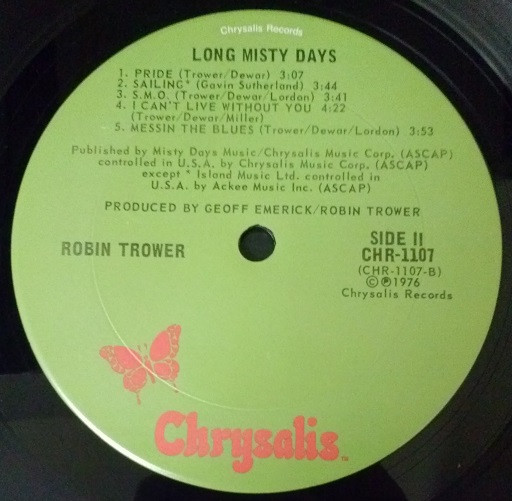 Chrysalis Records
LONG MISTY DAYS
1. PRIDE (Trower/Dewar) 3:07
2. SAILING* (Gavin Sutherland) 3:44
3. S.M.O. (Trower/Dewar/Lordon) 3:41
4. I CAN'T LIVE WITHOUT YOU 4:22
(Trower/Dewar/Miller)
5. MESSIN THE BLUES (Trower/Dewar/Lordon) 3:53
Published by Misty Days Music/Chrysalis Music Corp. (ASCAP)
controlled in U.S.A. by Chrysalis Music Corp. (ASCAP)
except * Island Music Ltd. controlled in
U.S.A. by Ackee Music Inc. (ASCAP)
PRODUCED BY GEOFF EMERICK/ROBIN TROWER
ROBIN TROWER
SIDE II
CHR-1107
(CHR-1107-B)
©℗1976
Chrysalis Records
Chrysalis™